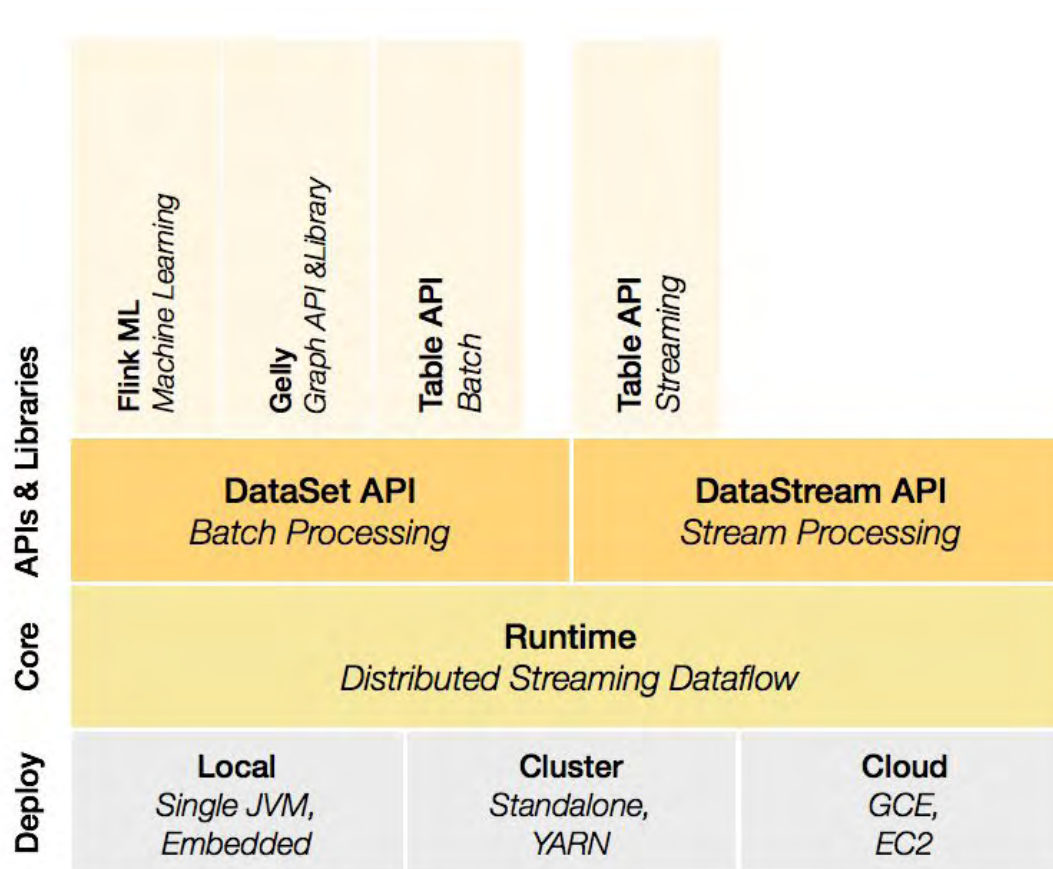 APIs & Libraries
Flink ML
Machine Learning
Gelly
Graph API &Library
Table API
Batch
Table API
Streaming
DataSet API
Batch Processing
DataStream API
Stream Processing
Core
Runtime
Distributed Streaming Dataflow
Deploy
Local
Single JVM,
Embedded
Cluster
Standalone,
YARN
Cloud
GCE,
EC2